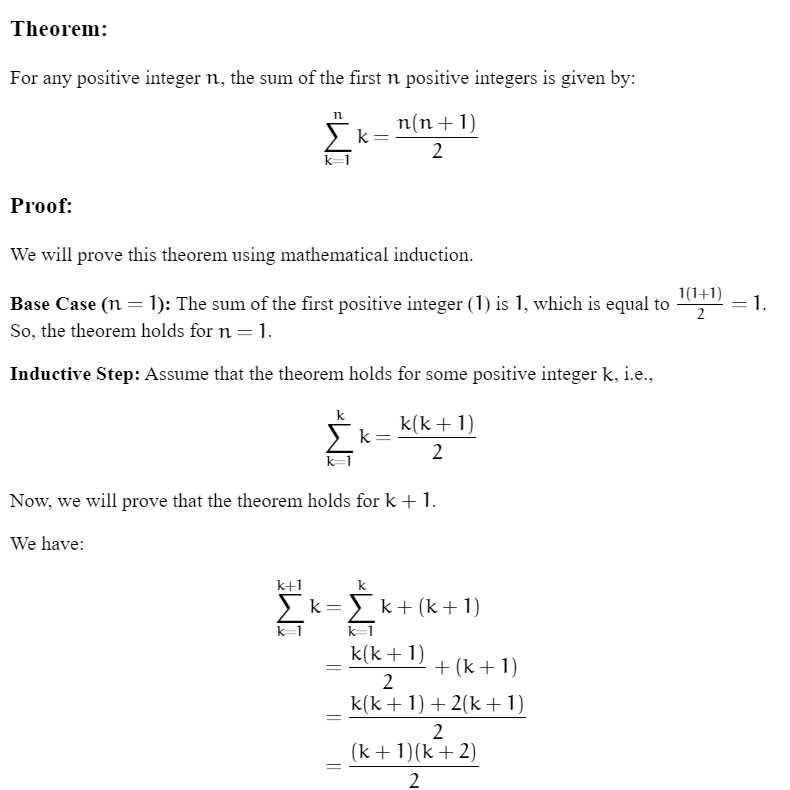 Theorem:
For any positive integer n, the sum of the first n positive integers is given by:
$$\sum_{k=1}^{n} k = \frac{n(n+1)}{2}$$
Proof:
We will prove this theorem using mathematical induction.
Base Case (n = 1): The sum of the first positive integer (1) is 1, which is equal to $\frac{1(1+1)}{2} = 1$.
So, the theorem holds for n = 1.
Inductive Step: Assume that the theorem holds for some positive integer k, i.e.,
$$\sum_{k=1}^{k} k = \frac{k(k+1)}{2}$$
Now, we will prove that the theorem holds for k + 1.
We have:
$$\sum_{k=1}^{k+1} k = \sum_{k=1}^{k} k + (k+1)$$
$$= \frac{k(k+1)}{2} + (k+1)$$
$$= \frac{k(k+1) + 2(k+1)}{2}$$
$$= \frac{(k+1)(k+2)}{2}$$